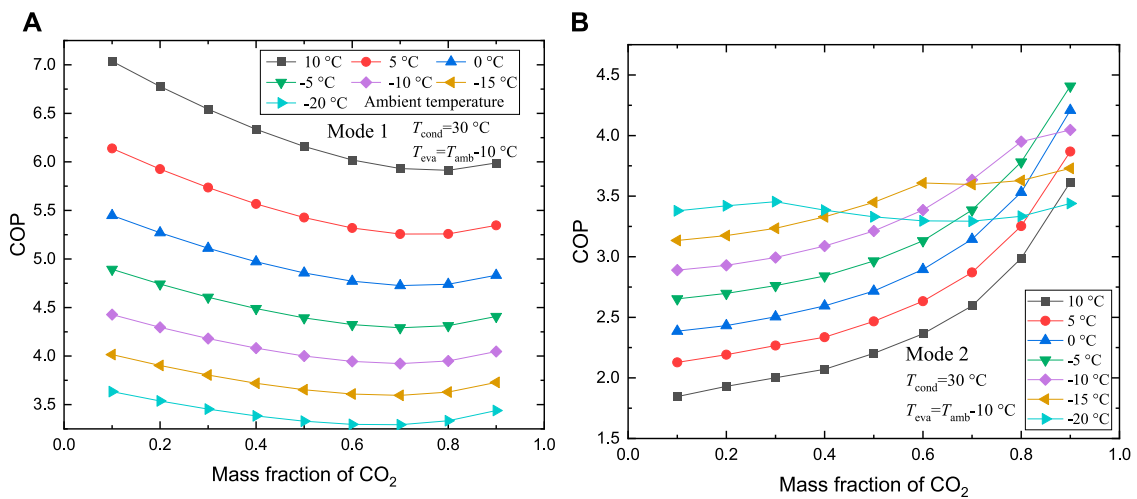 A
7.0
6.5
6.0
5.5
5.0
4.5
4.0
3.5
COP
10 °C 5 °C 0 °C
-5 °C -10 °C -15 °C
-20 °C Ambient temperature
Mode 1 Tcond=30 °C
Teva=Tamb-10 °C
0.0 0.2 0.4 0.6 0.8 1.0
Mass fraction of CO2
B
4.5
4.0
3.5
3.0
2.5
2.0
1.5
COP
10 °C
5 °C
0 °C
-5 °C
-10 °C
-15 °C
-20 °C
Mode 2
Tcond=30 °C
Teva=Tamb-10 °C
0.0 0.2 0.4 0.6 0.8 1.0
Mass fraction of CO2